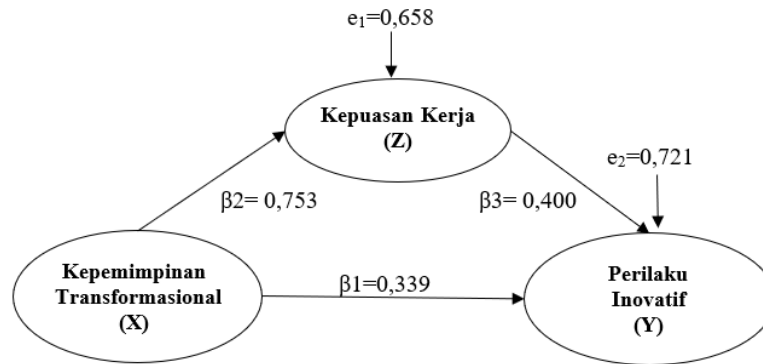 e₁=0,658
Kepuasan Kerja
(Z)
e₂=0,721
β2= 0,753
β3= 0,400
Kepemimpinan
Transformasional
(X)
β1=0,339
Perilaku
Inovatif
(Y)